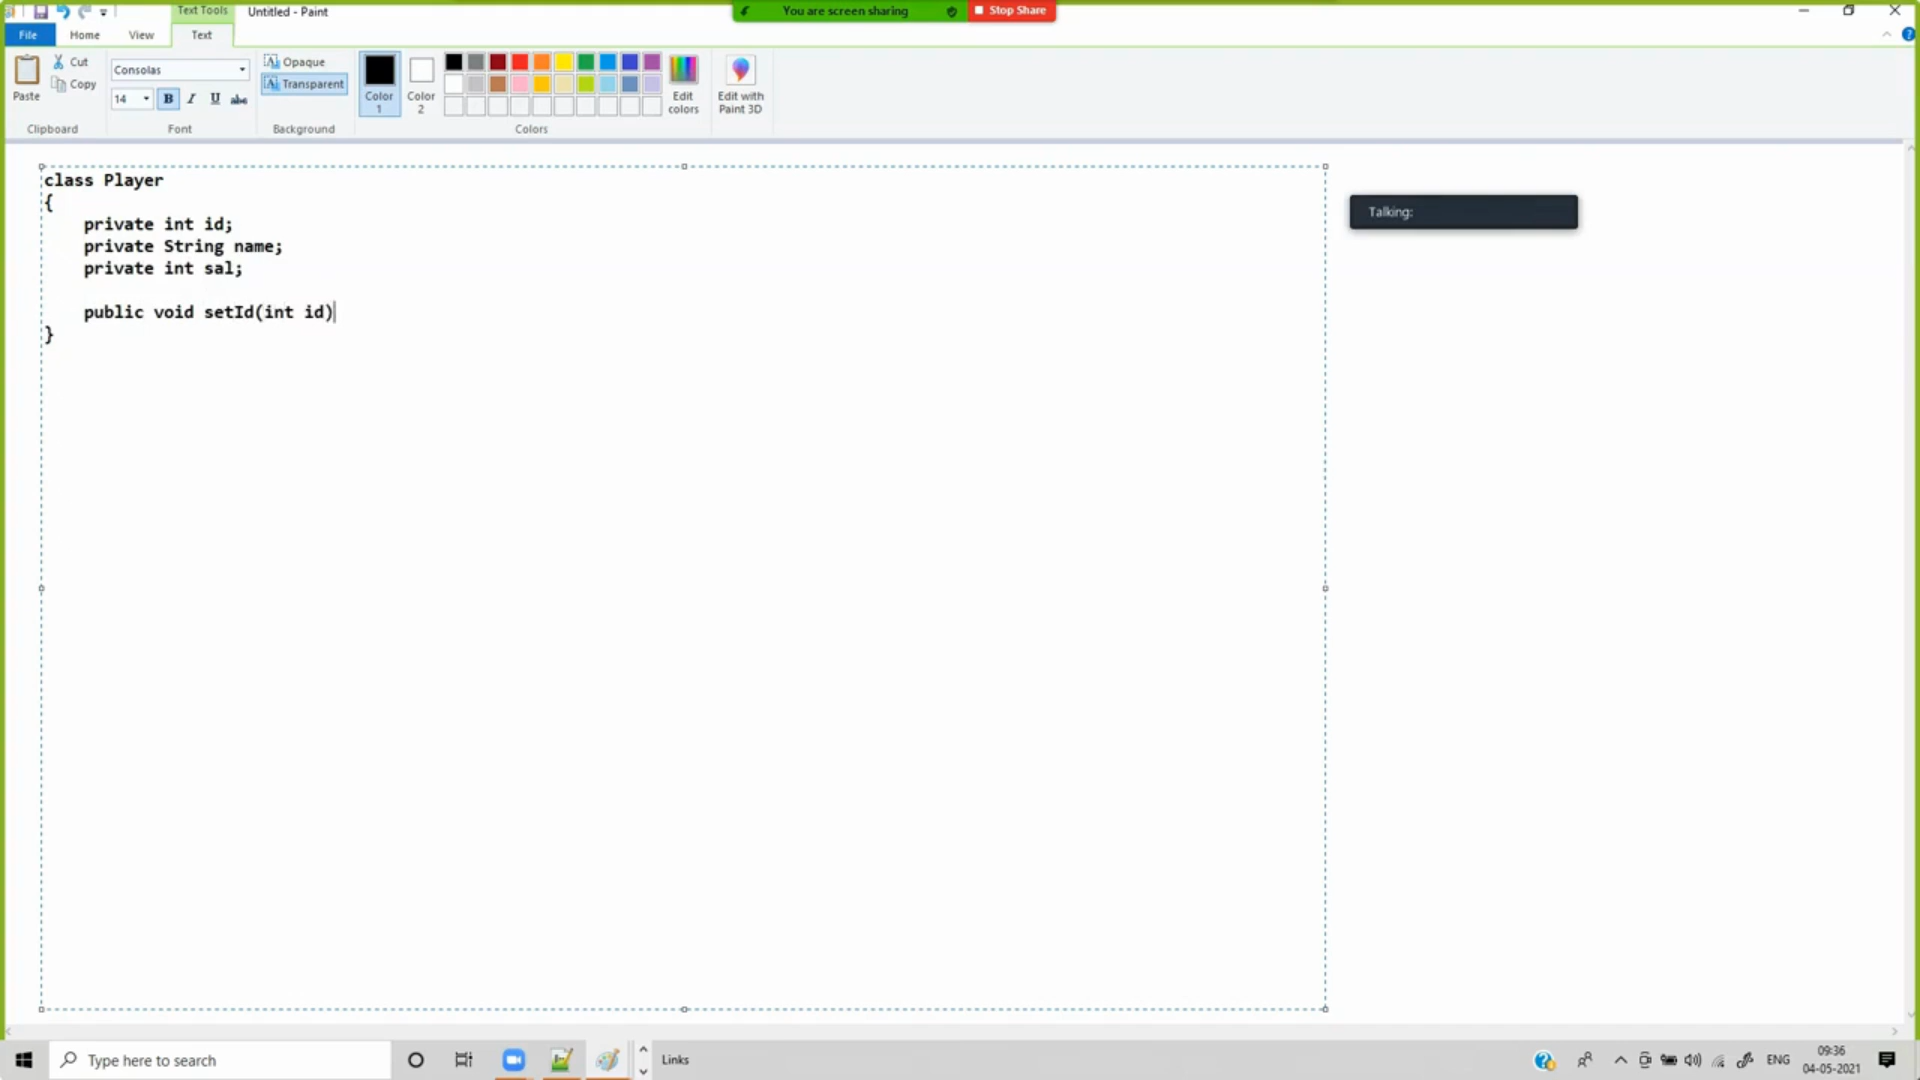 Text Tools
Untitled - Paint
You are screen sharing
Stop Share
File
Home
View
Text
Paste
Cut
Copy
Clipboard
Consolas
14
B
I
U
abc
Font
Opaque
Transparent
Background
Color 1
Color 2
Edit colors
Colors
Edit with Paint 3D
class Player
{
private int id;
private String name;
private int sal;
public void setId(int id)
}
Talking:
Type here to search
Links
ENG
09:36
04-05-2021